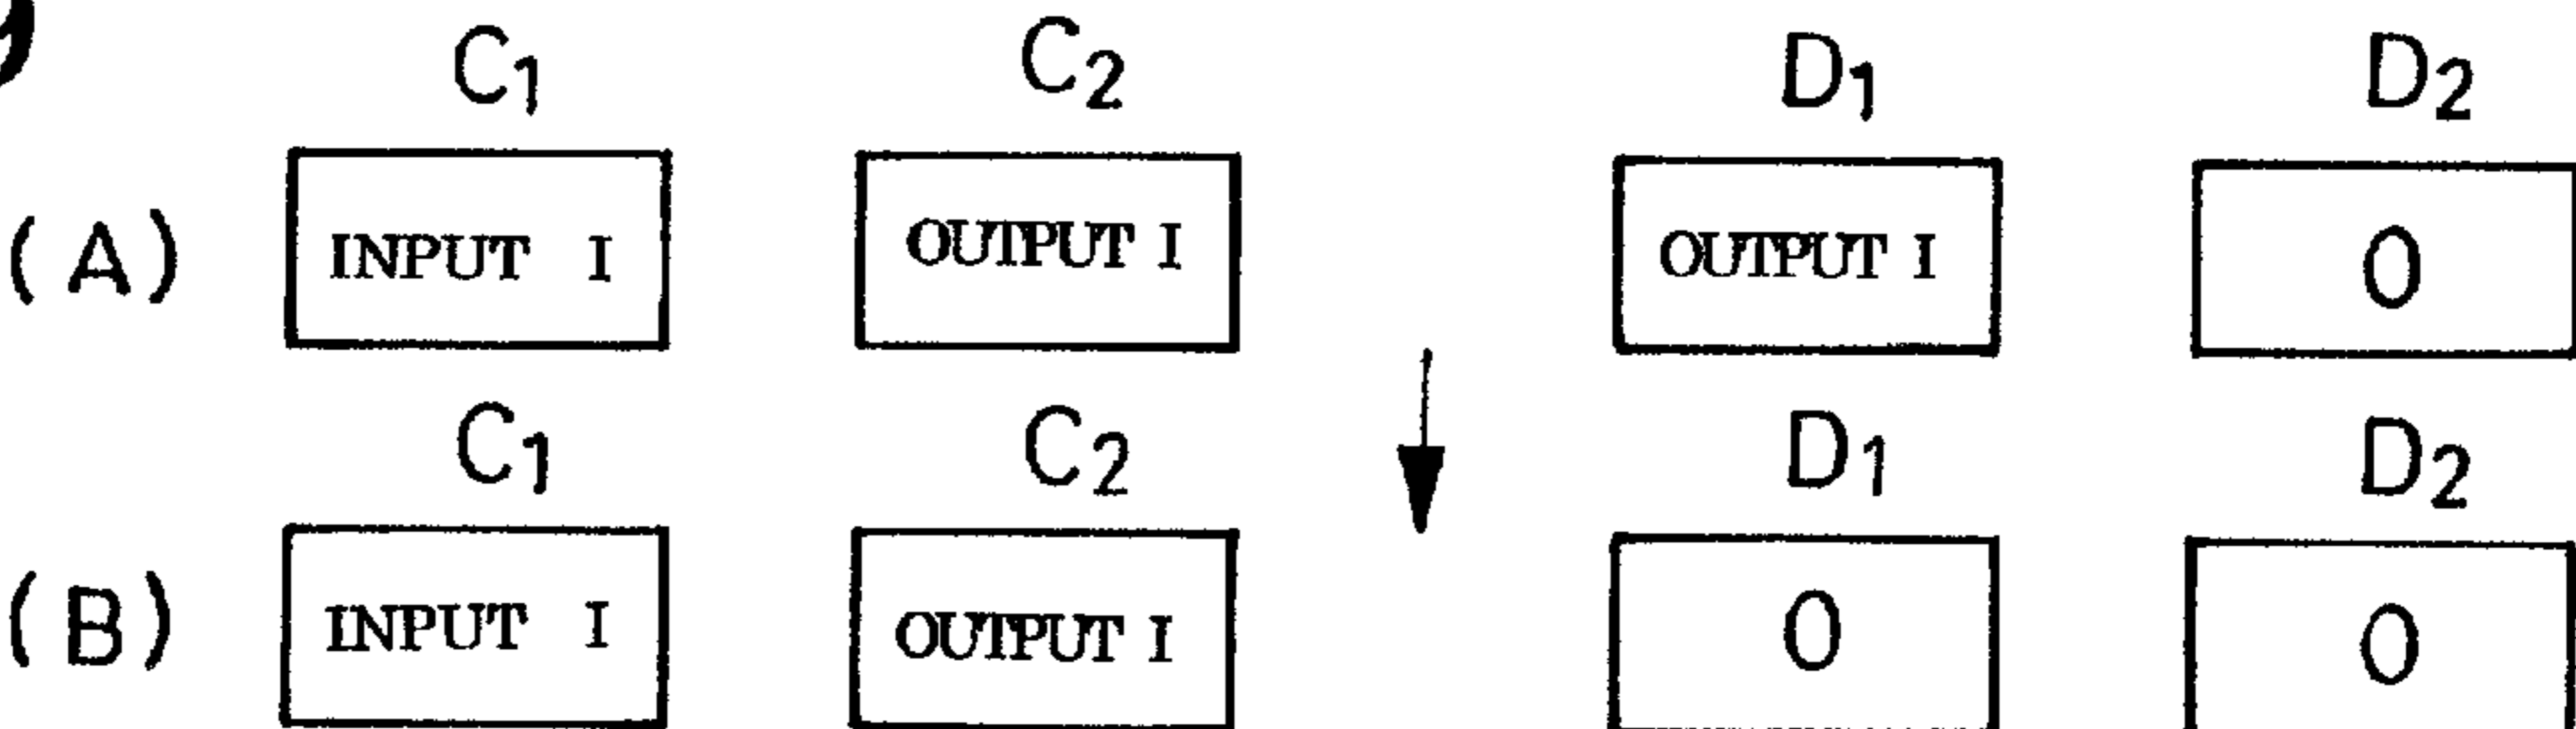 C1 C2 D1 D2
(A) INPUT I OUTPUT I OUTPUT I 0
C1 C2 D1 D2
(B) INPUT I OUTPUT I 0 0